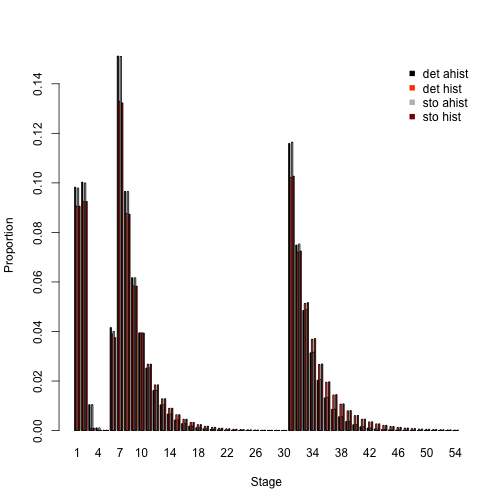 det ahist
det hist
sto ahist
sto hist
Proportion
0.14
0.12
0.10
0.08
0.06
0.04
0.02
0.00
1 4 7 10 14 18 22 26 30 34 38 42 46 50 54
Stage